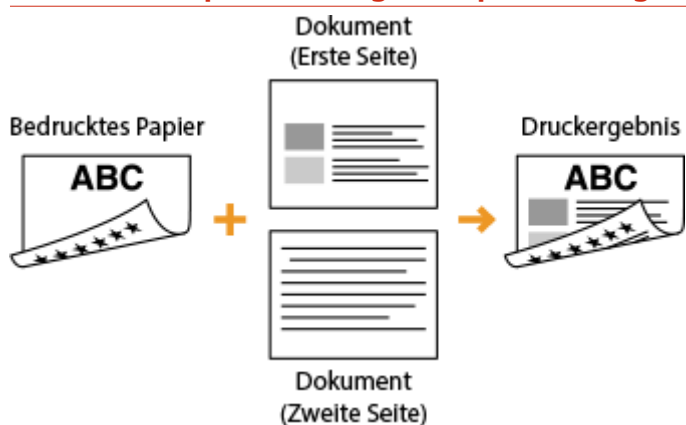 Dokument
(Erste Seite)
Bedrucktes Papier
Druckergebnis
ABC
ABC
Dokument
(Zweite Seite)